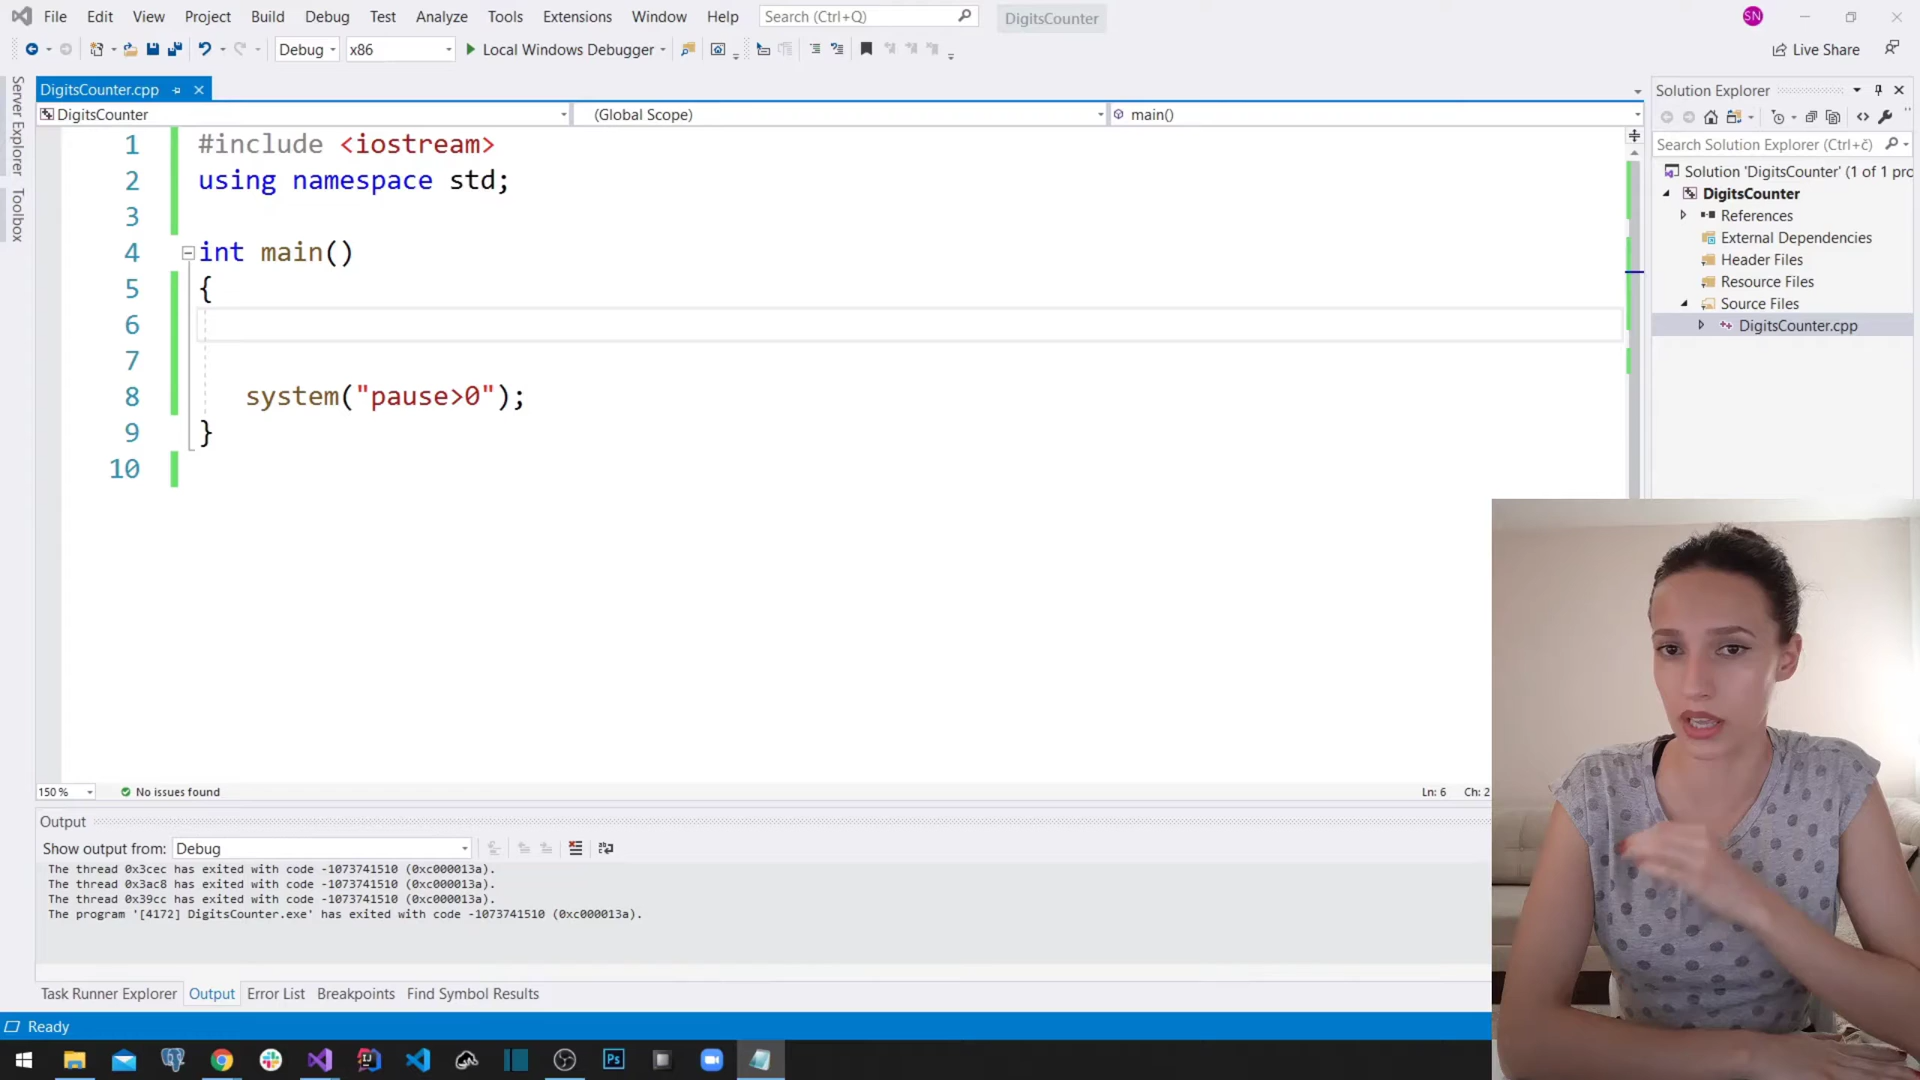 File Edit View Project Build Debug Test Analyze Tools Extensions Window Help Search (Ctrl+Q) DigitsCounter SN
Debug x86 Local Windows Debugger Live Share
Server Explorer
Toolbox
DigitsCounter.cpp
DigitsCounter (Global Scope) main()
1 #include <iostream>
2 using namespace std;
3
4 int main()
5 {
6
7
8 system("pause>0");
9 }
10
150 % No issues found Ln: 6 Ch: 2
Solution Explorer
Search Solution Explorer (Ctrl+č)
Solution 'DigitsCounter' (1 of 1 pro
DigitsCounter
References
External Dependencies
Header Files
Resource Files
Source Files
DigitsCounter.cpp
Output
Show output from: Debug
The thread 0x3cec has exited with code -1073741510 (0xc000013a).
The thread 0x3ac8 has exited with code -1073741510 (0xc000013a).
The thread 0x39cc has exited with code -1073741510 (0xc000013a).
The program '[4172] DigitsCounter.exe' has exited with code -1073741510 (0xc000013a).
Task Runner Explorer Output Error List Breakpoints Find Symbol Results
Ready
Ps